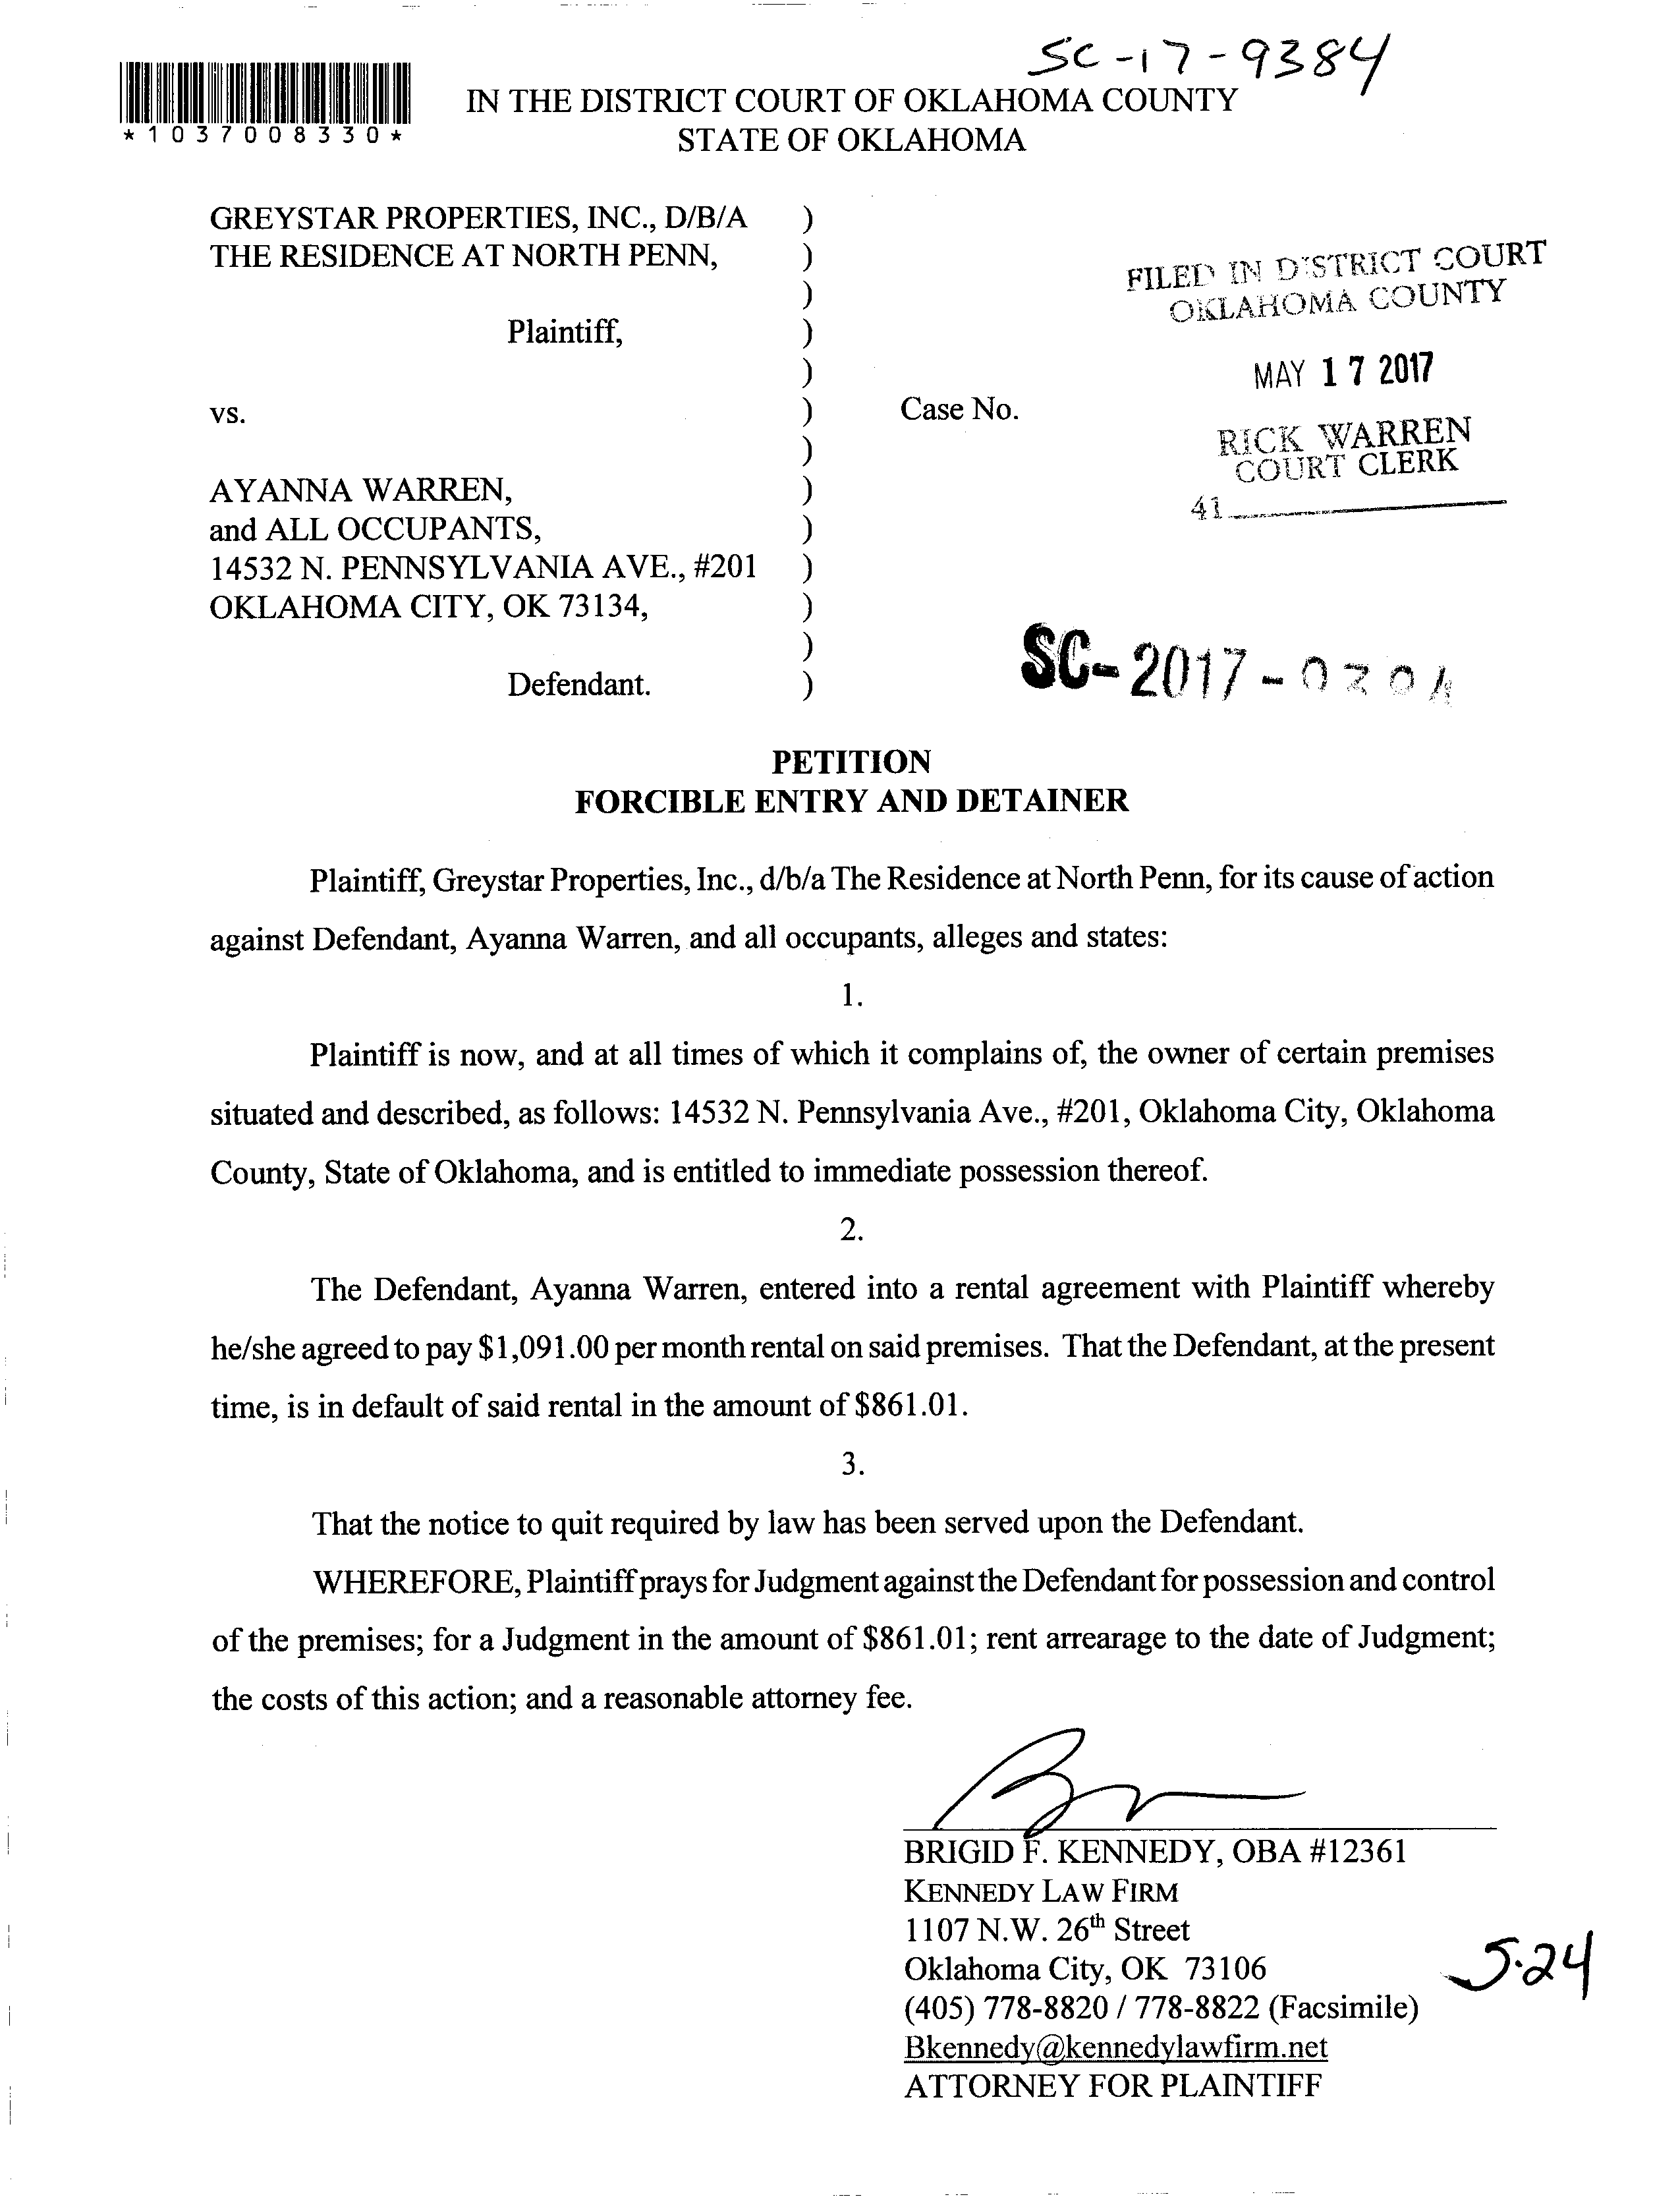 SC-17-9384
*1037008330*
IN THE DISTRICT COURT OF OKLAHOMA COUNTY
STATE OF OKLAHOMA
GREYSTAR PROPERTIES, INC., D/B/A )
THE RESIDENCE AT NORTH PENN, )
)
Plaintiff, )
)
vs. ) Case No.
)
AYANNA WARREN, )
and ALL OCCUPANTS, )
14532 N. PENNSYLVANIA AVE., #201 )
OKLAHOMA CITY, OK 73134, )
)
Defendant. )
FILED IN DISTRICT COURT
OKLAHOMA COUNTY
MAY 17 2017
RICK WARREN
COURT CLERK
41
SC-2017-
PETITION
FORCIBLE ENTRY AND DETAINER
Plaintiff, Greystar Properties, Inc., d/b/a The Residence at North Penn, for its cause of action
against Defendant, Ayanna Warren, and all occupants, alleges and states:
1.
Plaintiff is now, and at all times of which it complains of, the owner of certain premises
situated and described, as follows: 14532 N. Pennsylvania Ave., #201, Oklahoma City, Oklahoma
County, State of Oklahoma, and is entitled to immediate possession thereof.
2.
The Defendant, Ayanna Warren, entered into a rental agreement with Plaintiff whereby
he/she agreed to pay $1,091.00 per month rental on said premises. That the Defendant, at the present
time, is in default of said rental in the amount of $861.01.
3.
That the notice to quit required by law has been served upon the Defendant.
WHEREFORE, Plaintiff prays for Judgment against the Defendant for possession and control
of the premises; for a Judgment in the amount of $861.01; rent arrearage to the date of Judgment;
the costs of this action; and a reasonable attorney fee.
BRIGID F. KENNEDY, OBA #12361
KENNEDY LAW FIRM
1107 N.W. 26th Street
Oklahoma City, OK 73106
(405) 778-8820 / 778-8822 (Facsimile)
Bkennedy@kennedylawfirm.net
ATTORNEY FOR PLAINTIFF
5.24